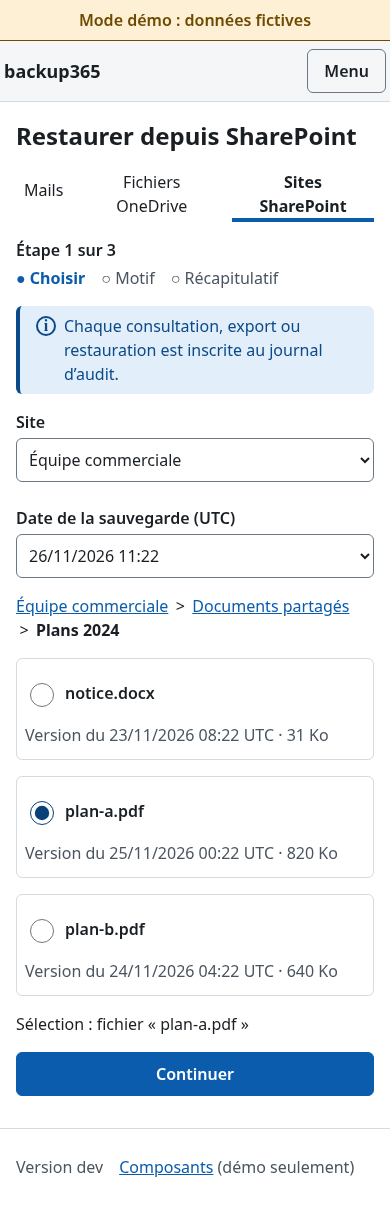 Mode démo : données fictives
backup365
Menu
Restaurer depuis SharePoint
Mails
Fichiers
OneDrive
Sites
SharePoint
Étape 1 sur 3
● Choisir ○ Motif ○ Récapitulatif
Chaque consultation, export ou
restauration est inscrite au journal
d’audit.
Site
Équipe commerciale
Date de la sauvegarde (UTC)
26/11/2026 11:22
Équipe commerciale > Documents partagés
> Plans 2024
notice.docx
Version du 23/11/2026 08:22 UTC · 31 Ko
plan-a.pdf
Version du 25/11/2026 00:22 UTC · 820 Ko
plan-b.pdf
Version du 24/11/2026 04:22 UTC · 640 Ko
Sélection : fichier « plan-a.pdf »
Continuer
Version dev Composants (démo seulement)